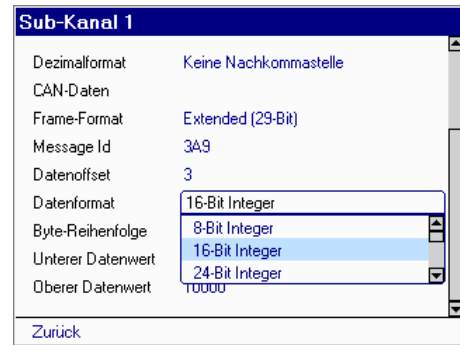 Sub-Kanal 1
Dezimalformat Keine Nachkommastelle
CAN-Daten
Frame-Format Extended (29-Bit)
Message Id 3A9
Datenoffset 3
Datenformat 16-Bit Integer
Byte-Reihenfolge 8-Bit Integer
16-Bit Integer
Unterer Datenwert
24-Bit Integer
Oberer Datenwert 10000
Zurück